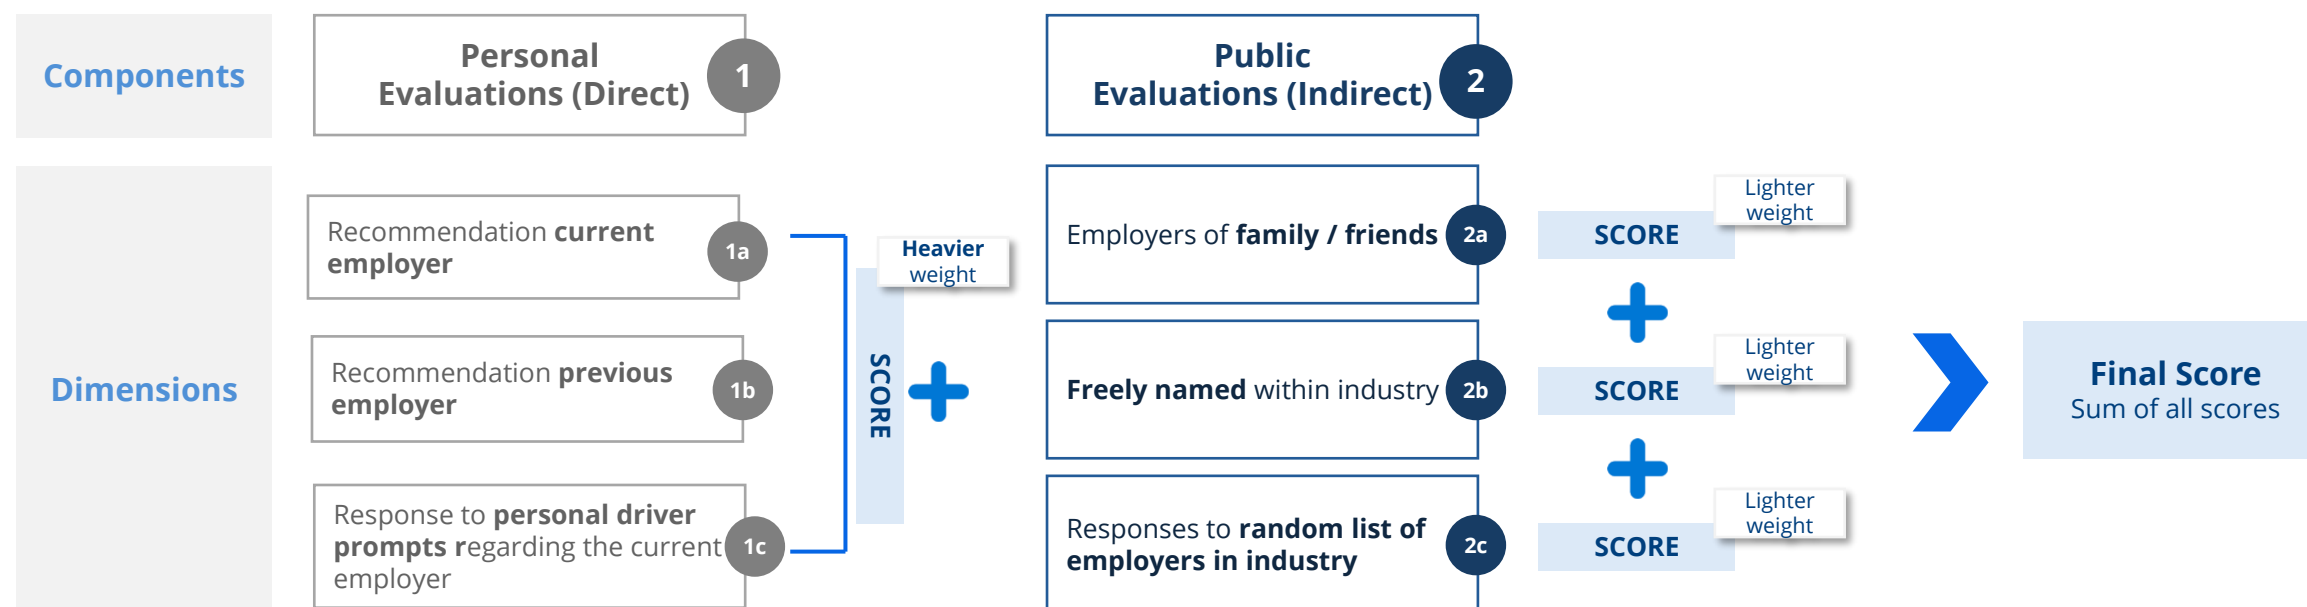 Components
Personal
Evaluations (Direct)
1
Public
Evaluations (Indirect)
2
Dimensions
Recommendation current
employer
1a
Recommendation previous
employer
1b
Response to personal driver
prompts regarding the current
employer
1c
Heavier
weight
SCORE
Employers of family / friends
2a
Lighter
weight
SCORE
Freely named within industry
2b
Lighter
weight
SCORE
Responses to random list of
employers in industry
2c
Lighter
weight
SCORE
Final Score
Sum of all scores